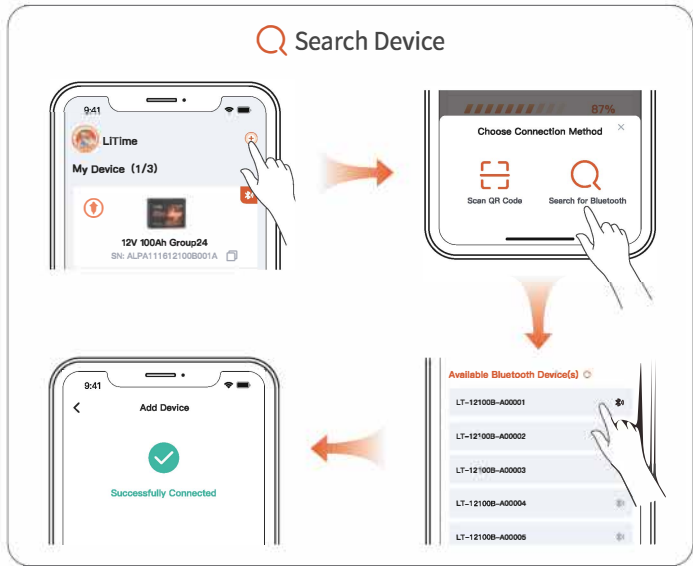 Search Device
9:41
LiTime
My Device (1/3)
12V 100Ah Group24
SN: ALPA111612100B001A
87%
Choose Connection Method
Scan QR Code
Search for Bluetooth
Available Bluetooth Device(s)
LT-12100B-A00001
LT-12100B-A00002
LT-12100B-A00003
LT-12100B-A00004
LT-12100B-A00005
9:41
Add Device
Successfully Connected